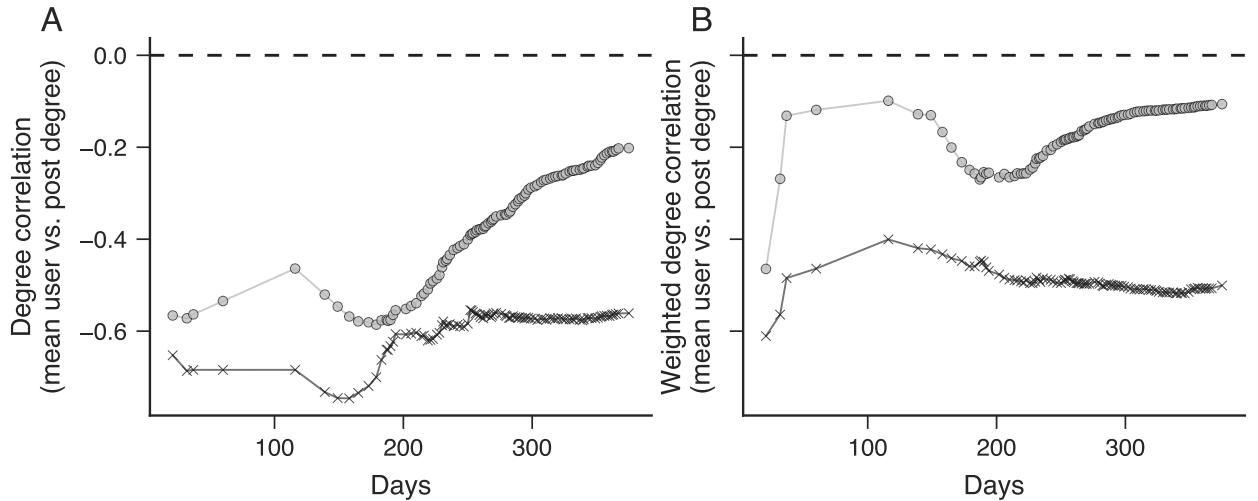 A
Degree correlation
(mean user vs. post degree)
0.0
−0.2
−0.4
−0.6
100
200
300
Days
B
Weighted degree correlation
(mean user vs. post degree)
100
200
300
Days